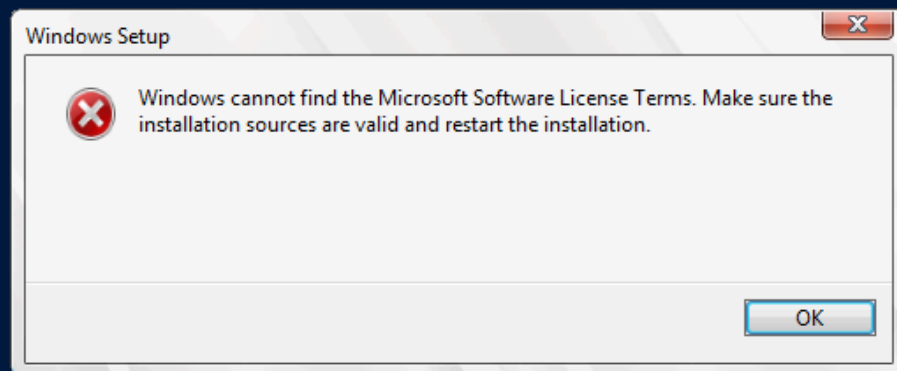 Windows Setup
Windows cannot find the Microsoft Software License Terms. Make sure the
installation sources are valid and restart the installation.
OK